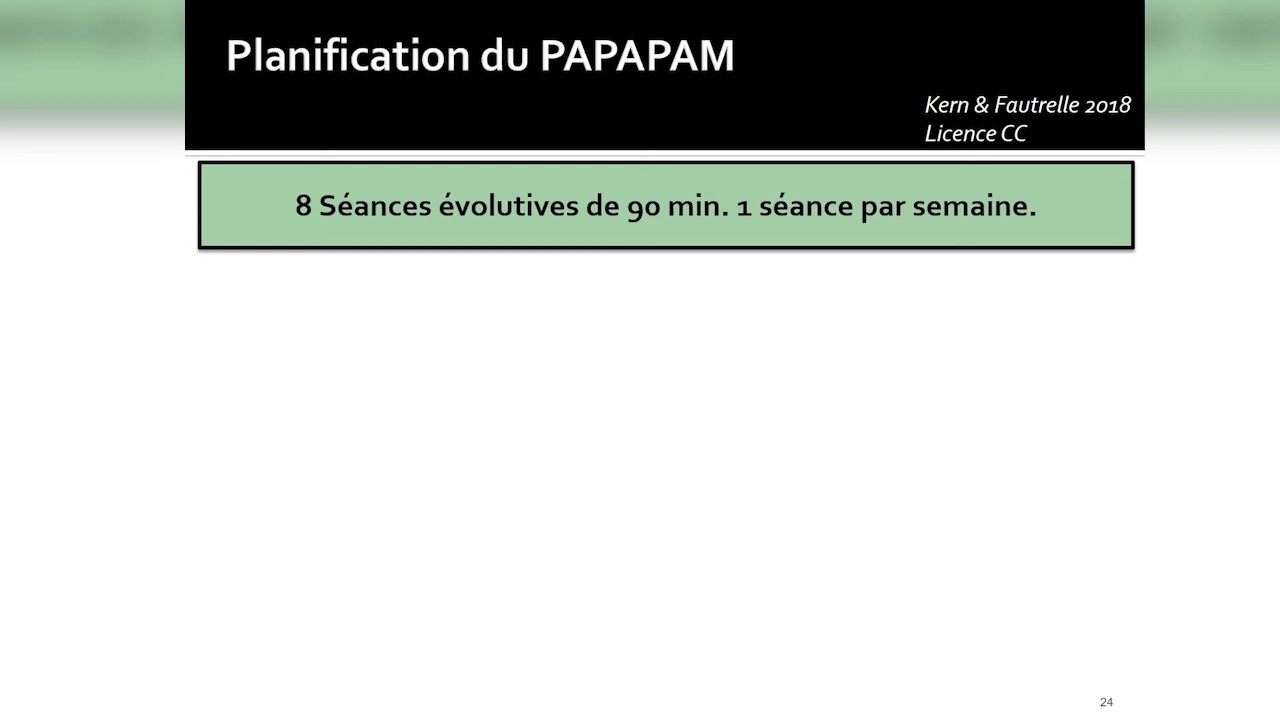 Planification du PAPAPAM
Kern & Fautrelle 2018
Licence CC
8 Séances évolutives de 90 min. 1 séance par semaine.
24